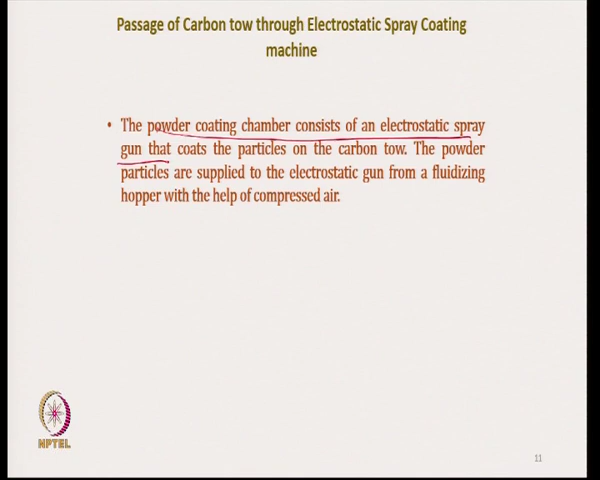 Passage of Carbon tow through Electrostatic Spray Coating
machine
• The powder coating chamber consists of an electrostatic spray
gun that coats the particles on the carbon tow. The powder
particles are supplied to the electrostatic gun from a fluidizing
hopper with the help of compressed air.
NPTEL
11